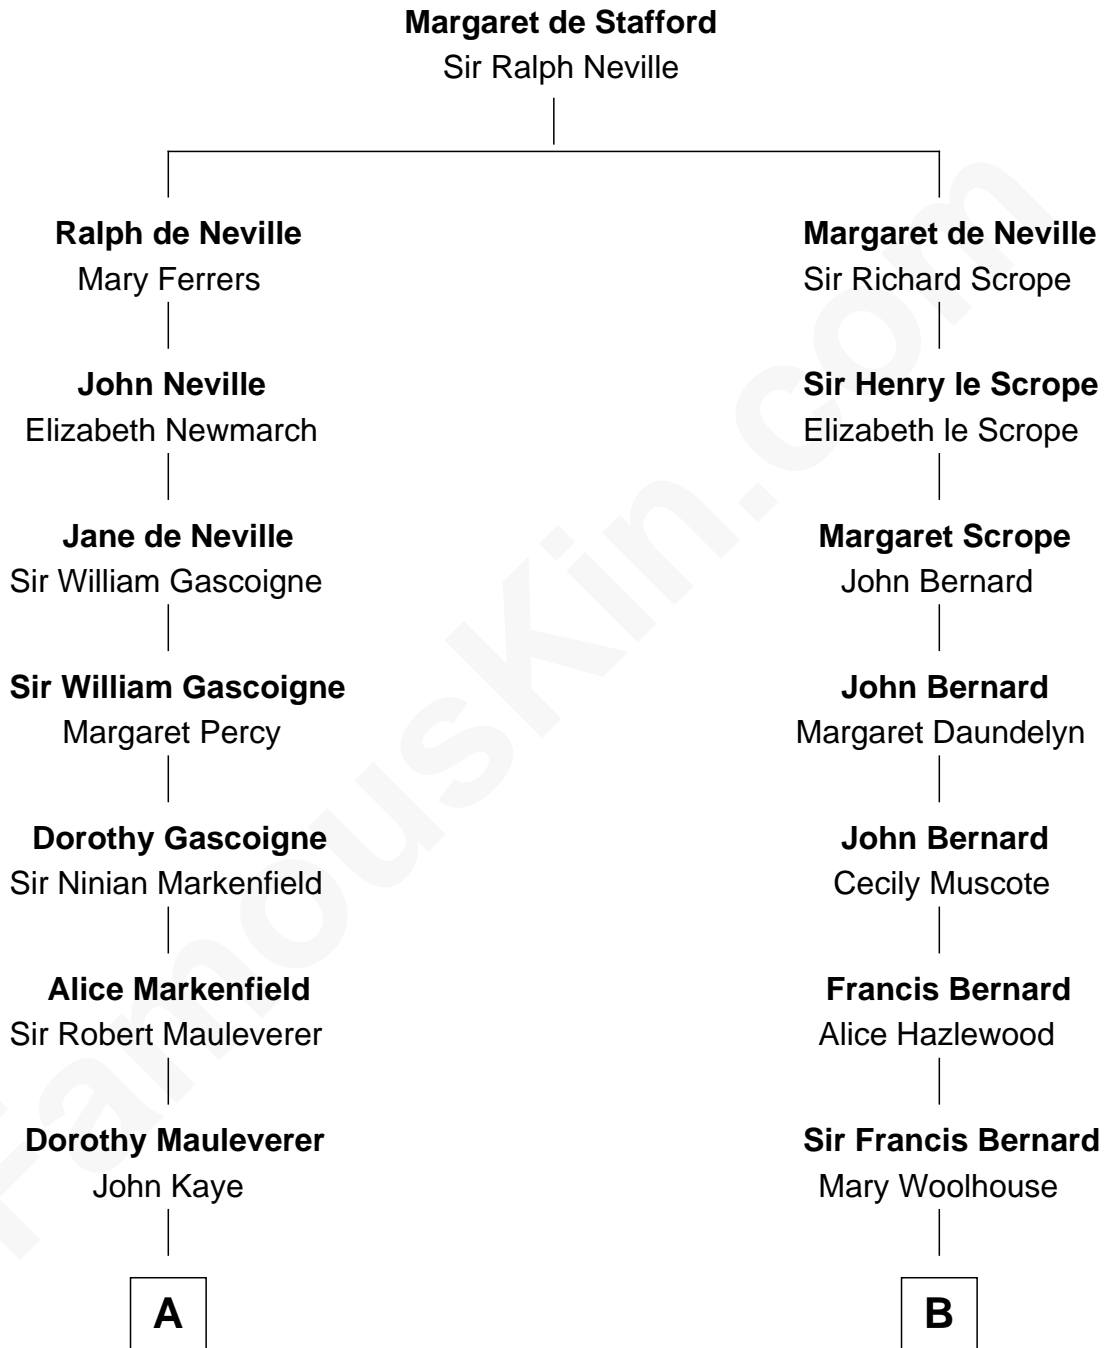 Margaret de Stafford
Sir Ralph Neville
Ralph de Neville
Mary Ferrers
Margaret de Neville
Sir Richard Scrope
John Neville
Elizabeth Newmarch
Sir Henry le Scrope
Elizabeth le Scrope
Jane de Neville
Sir William Gascoigne
Margaret Scrope
John Bernard
Sir William Gascoigne
Margaret Percy
John Bernard
Margaret Daundelyn
Dorothy Gascoigne
Sir Ninian Markenfield
John Bernard
Cecily Muscote
Alice Markenfield
Sir Robert Mauleverer
Francis Bernard
Alice Hazlewood
Dorothy Mauleverer
John Kaye
Sir Francis Bernard
Mary Woolhouse
A
B
FamousKin.com